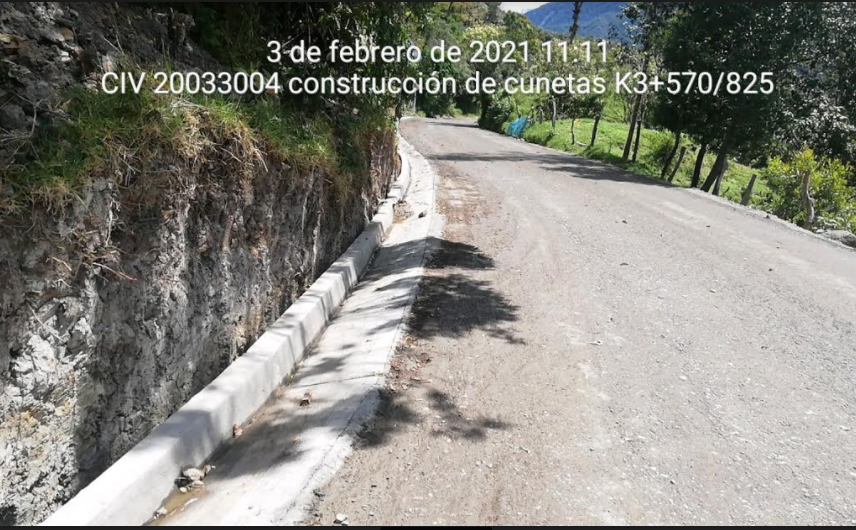 3 de febrero de 2021 11:11
CIV 20033004 construcción de cunetas K3+570/825